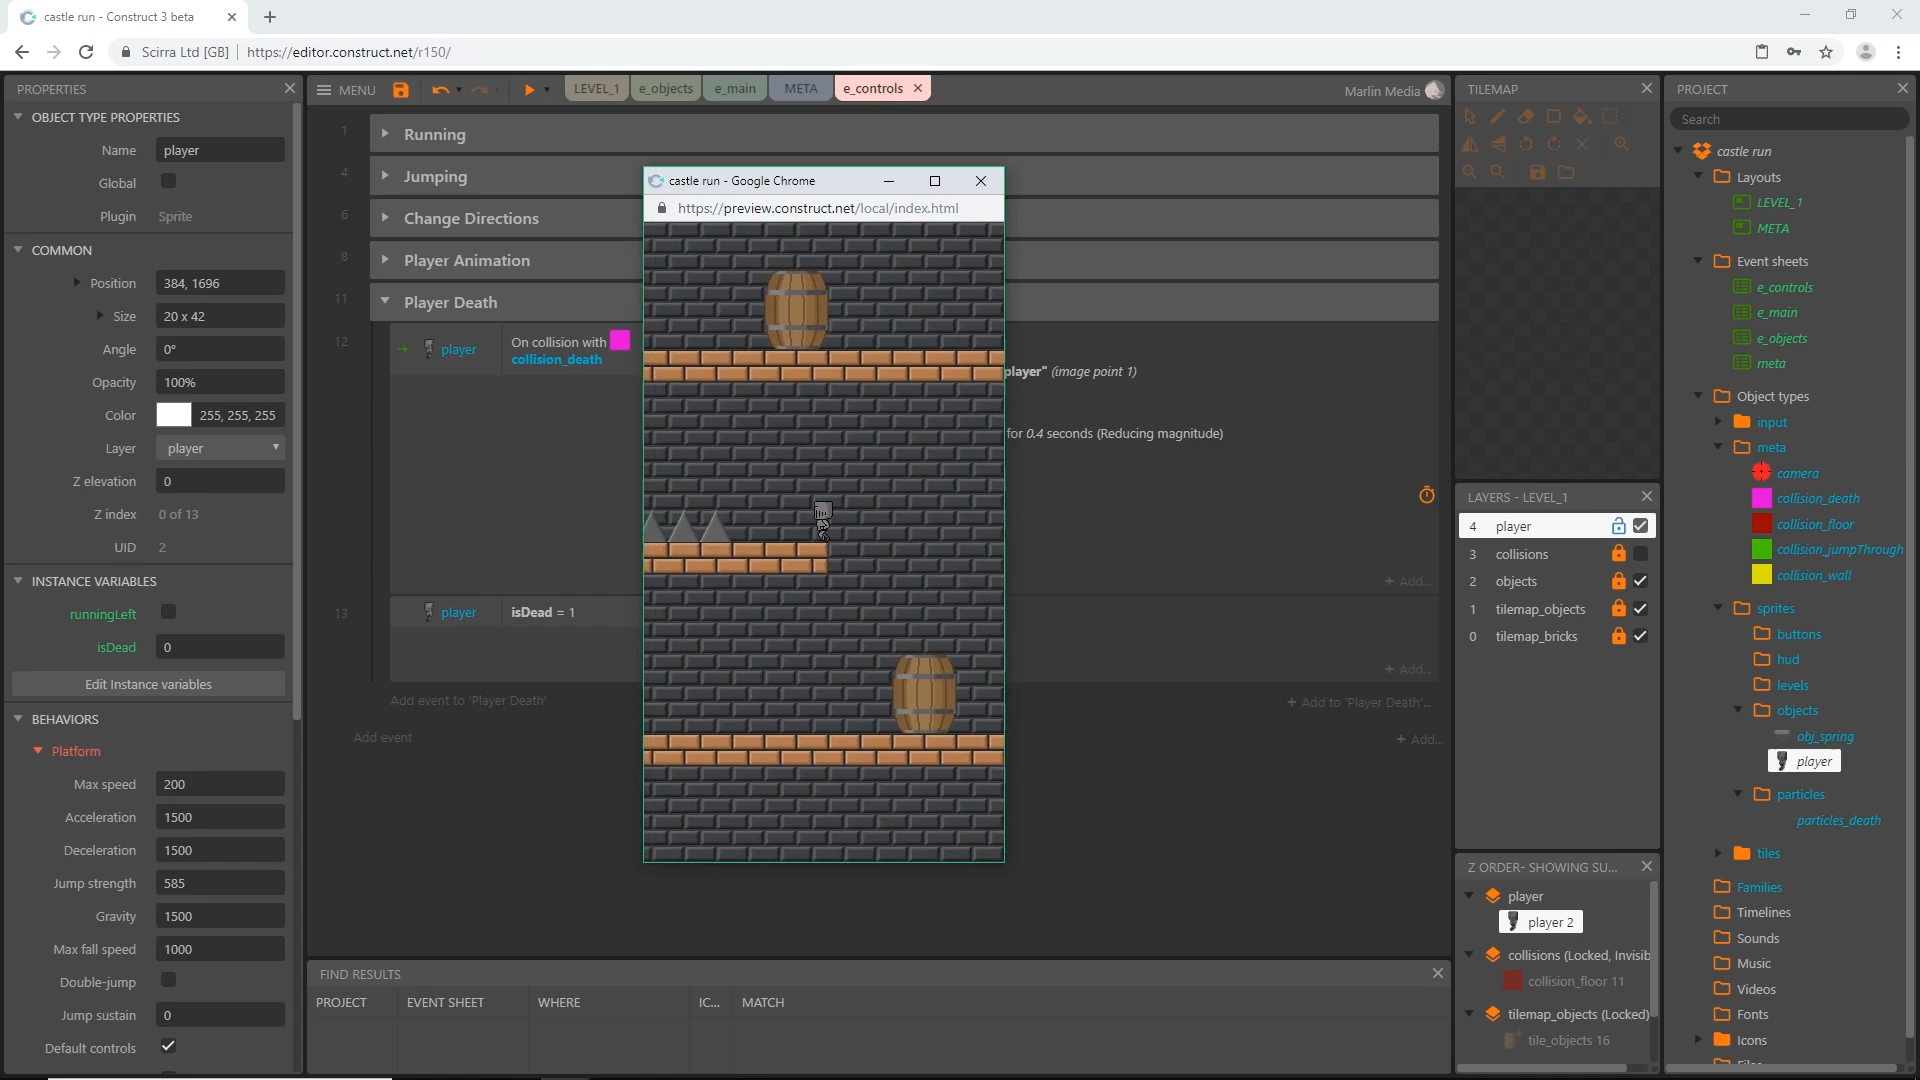 castle run - Construct 3 beta
Scirra Ltd [GB]
https://editor.construct.net/r150/
PROPERTIES
OBJECT TYPE PROPERTIES
Name player
Global
Plugin Sprite
COMMON
Position 384, 1696
Size 20 x 42
Angle 0°
Opacity 100%
Color 255, 255, 255
Layer player
Z elevation 0
Z index 0 of 13
UID 2
INSTANCE VARIABLES
runningLeft
isDead 0
Edit Instance variables
BEHAVIORS
Platform
Max speed 200
Acceleration 1500
Deceleration 1500
Jump strength 585
Gravity 1500
Max fall speed 1000
Double-jump
Jump sustain 0
Default controls
MENU
LEVEL_1
e_objects
e_main
META
e_controls
Marlin Media
1 Running
4 Jumping
6 Change Directions
8 Player Animation
11 Player Death
12 player On collision with
collision_death
player" (image point 1)
for 0.4 seconds (Reducing magnitude)
+ Add...
13 player isDead = 1
+ Add...
Add event to 'Player Death'
+ Add to 'Player Death'...
Add event
+ Add...
castle run - Google Chrome
https://preview.construct.net/local/index.html
FIND RESULTS
PROJECT EVENT SHEET WHERE IC... MATCH
TILEMAP
LAYERS - LEVEL_1
4 player
3 collisions
2 objects
1 tilemap_objects
0 tilemap_bricks
Z ORDER- SHOWING SU...
player
player 2
collisions (Locked, Invisib
collision_floor 11
tilemap_objects (Locked)
tile_objects 16
PROJECT
Search
castle run
Layouts
LEVEL_1
META
Event sheets
e_controls
e_main
e_objects
meta
Object types
input
meta
camera
collision_death
collision_floor
collision_jumpThrough
collision_wall
sprites
buttons
hud
levels
objects
obj_spring
player
particles
particles_death
tiles
Families
Timelines
Sounds
Music
Videos
Fonts
Icons